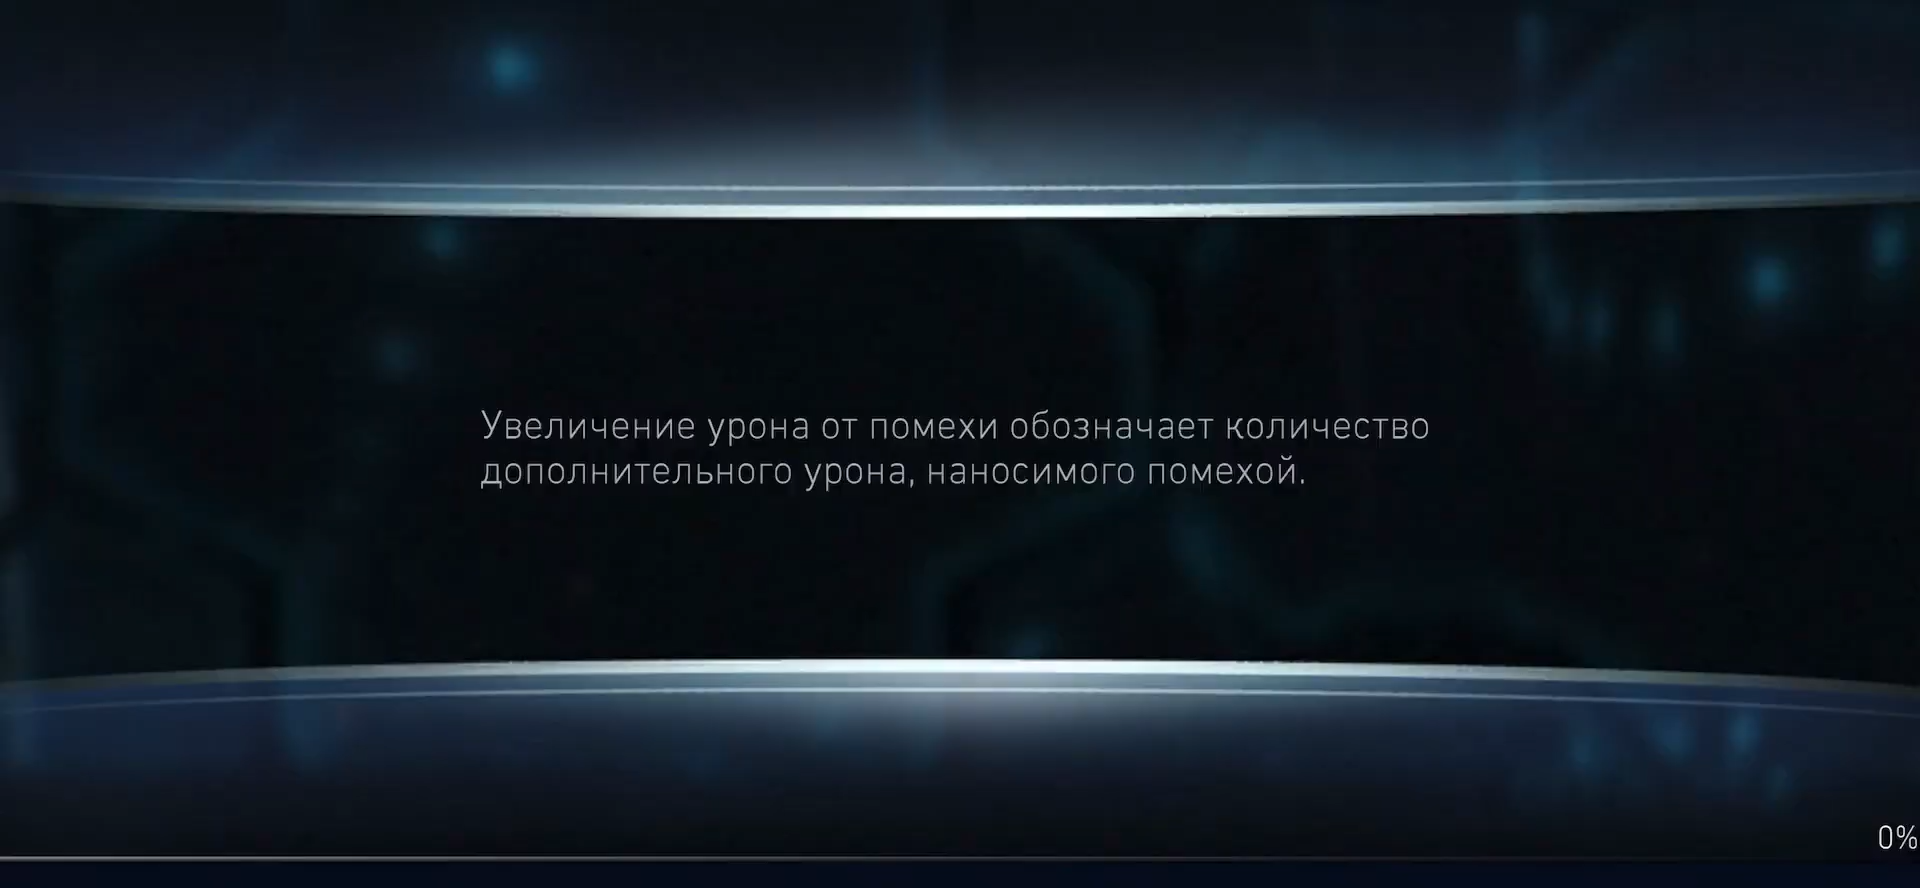 Увеличение урона от помехи обозначает количество
дополнительного урона, наносимого помехой.
0%